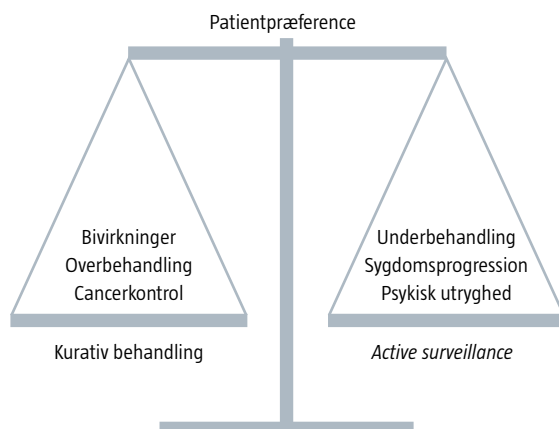 Patientpræference
Bivirkninger
Overbehandling
Cancerkontrol
Kurativ behandling
Underbehandling
Sygdomsprogression
Psykisk utryghed
Active surveillance